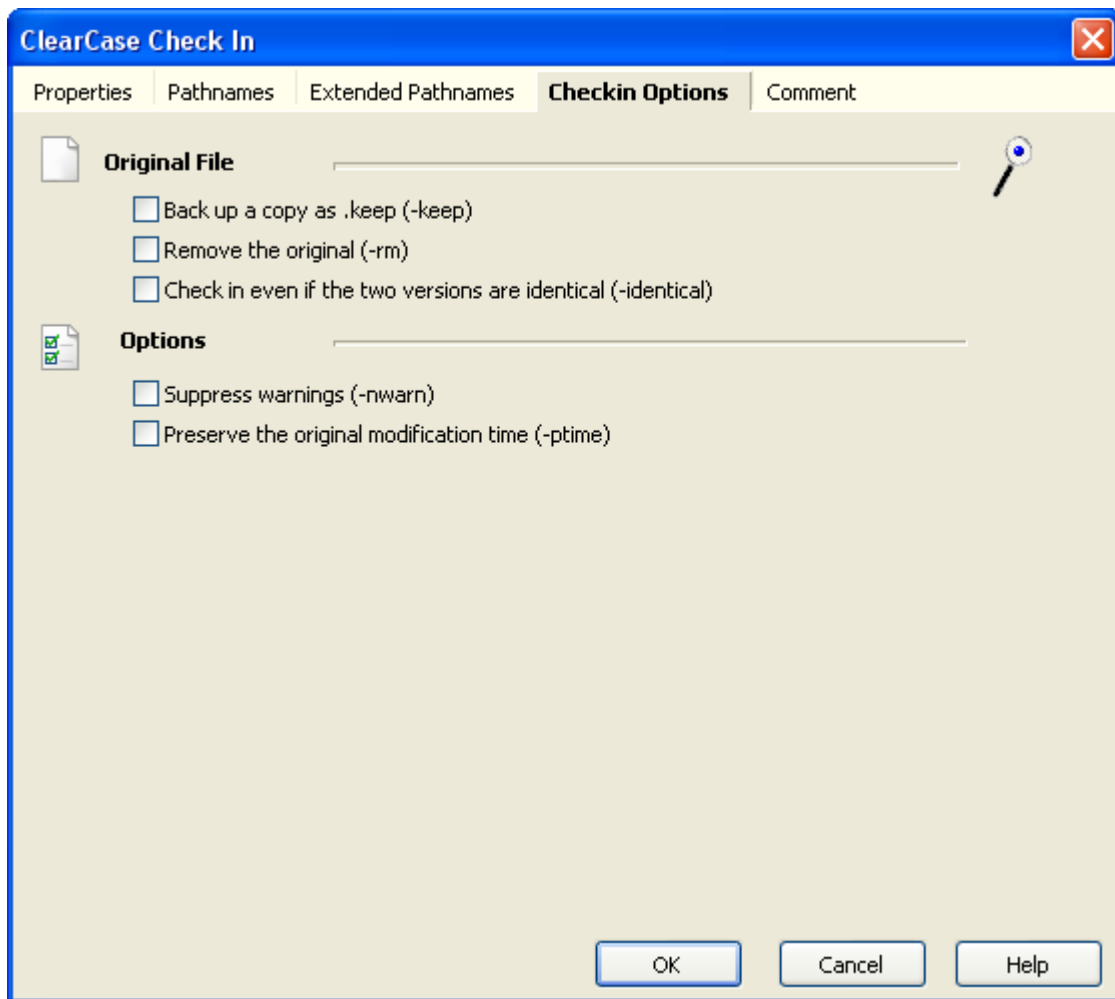 ClearCase Check In
Properties Pathnames Extended Pathnames Checkin Options Comment
Original File
Back up a copy as .keep (-keep)
Remove the original (-rm)
Check in even if the two versions are identical (-identical)
Options
Suppress warnings (-nwarn)
Preserve the original modification time (-ptime)
OK Cancel Help